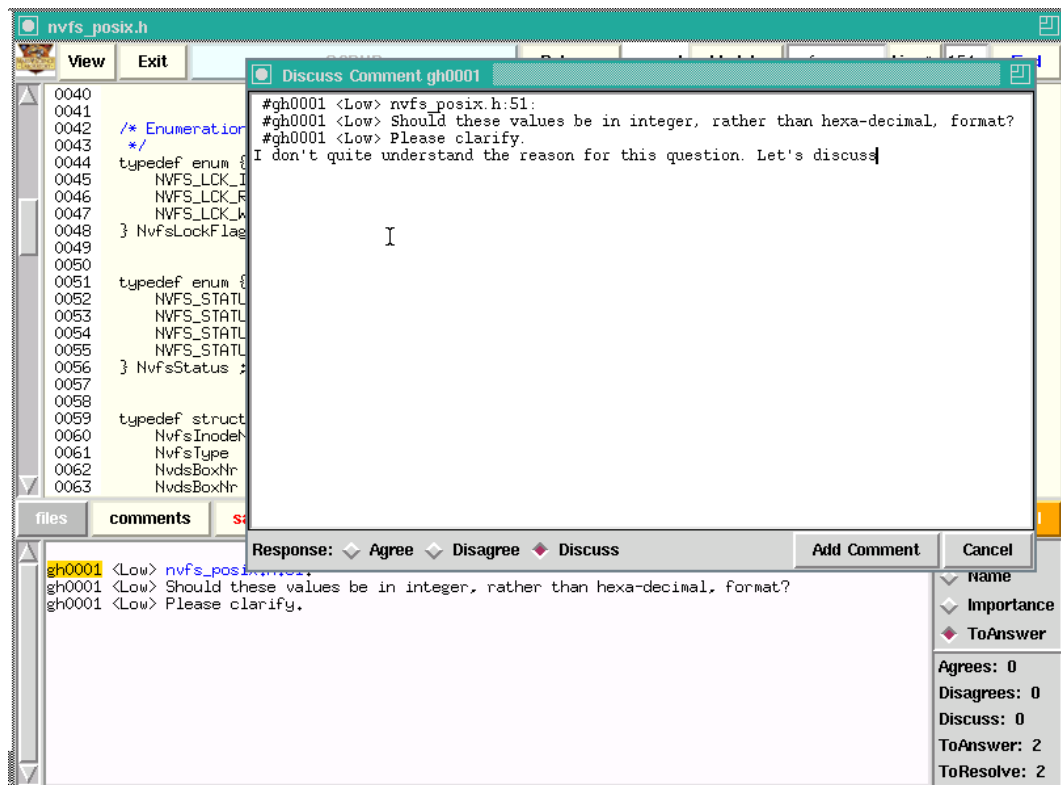 nvfs_posix.h
View Exit
Discuss Comment gh0001
#gh0001 <Low> nvfs_posix.h:51:
#gh0001 <Low> Should these values be in integer, rather than hexa-decimal, format?
#gh0001 <Low> Please clarify.
I don't quite understand the reason for this question. Let's discuss
0040
0041
0042 /* Enumeration
0043 */
0044 typedef enum {
0045 NVFS_LCK_
0046 NVFS_LCK_
0047 NVFS_LCK_
0048 } NvfsLockFlag
0049
0050
0051 typedef enum {
0052 NVFS_STATU
0053 NVFS_STATU
0054 NVFS_STATU
0055 NVFS_STATU
0056 } NvfsStatus ;
0057
0058
0059 typedef struct
0060 NvfsInodeN
0061 NvfsType
0062 NvdsBoxNr
0063 NvdsBoxNr
Response: Agree Disagree Discuss Add Comment Cancel
files comments
gh0001 <Low> nvfs_posix.h:51:
gh0001 <Low> Should these values be in integer, rather than hexa-decimal, format?
gh0001 <Low> Please clarify.
Name
Importance
ToAnswer
Agrees: 0
Disagrees: 0
Discuss: 0
ToAnswer: 2
ToResolve: 2